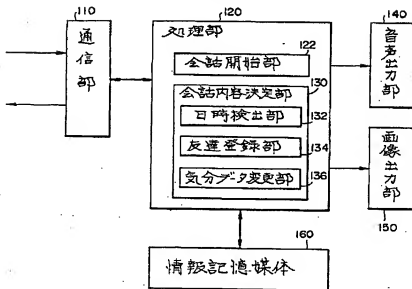 110
通信部
120
処理部
122
会話開始部
130
会話内容決定部
132
日時検出部
134
友達登録部
136
気分データ変更部
140
音声出力部
150
画像出力部
160
情報記憶媒体